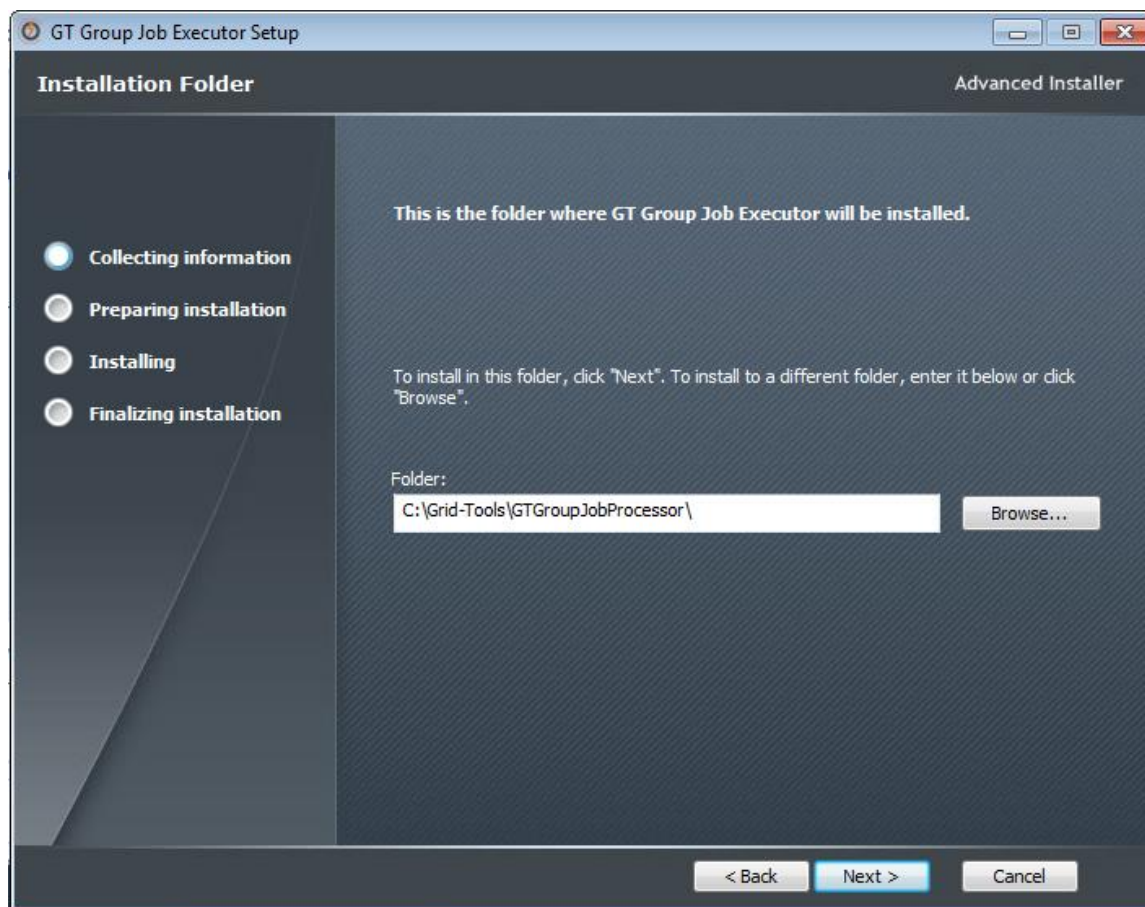 GT Group Job Executor Setup
Installation Folder
Advanced Installer
Collecting information
Preparing installation
Installing
Finalizing installation
This is the folder where GT Group Job Executor will be installed.
To install in this folder, click "Next". To install to a different folder, enter it below or click
"Browse".
Folder:
C:\Grid-Tools\GTGroupJobProcessor\
Browse...
< Back
Next >
Cancel